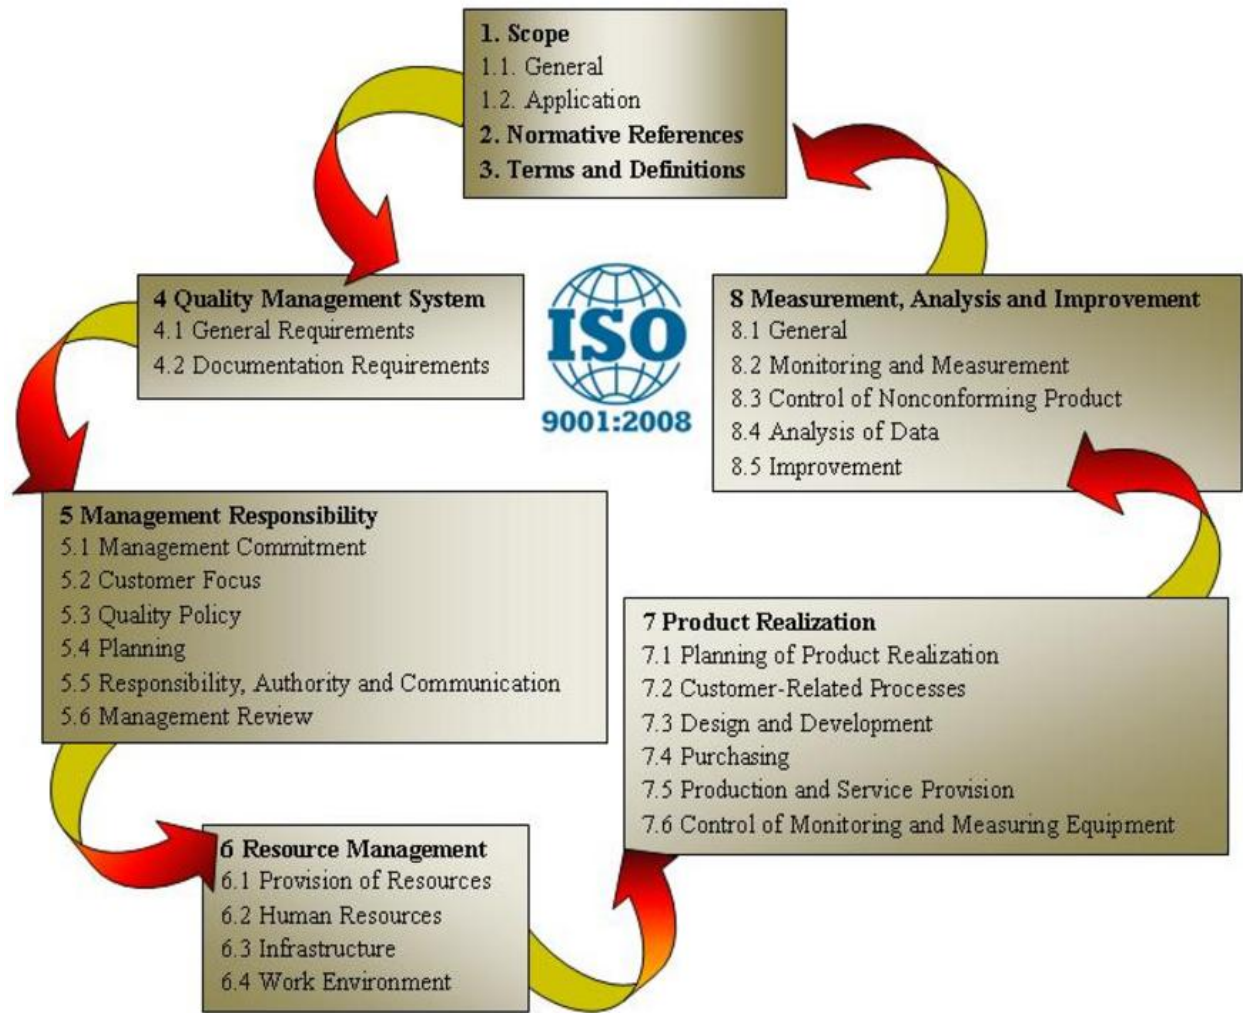 1. Scope
1.1. General
1.2. Application
2. Normative References
3. Terms and Definitions
4 Quality Management System
4.1 General Requirements
4.2 Documentation Requirements
ISO
9001:2008
8 Measurement, Analysis and Improvement
8.1 General
8.2 Monitoring and Measurement
8.3 Control of Nonconforming Product
8.4 Analysis of Data
8.5 Improvement
5 Management Responsibility
5.1 Management Commitment
5.2 Customer Focus
5.3 Quality Policy
5.4 Planning
5.5 Responsibility, Authority and Communication
5.6 Management Review
7 Product Realization
7.1 Planning of Product Realization
7.2 Customer-Related Processes
7.3 Design and Development
7.4 Purchasing
7.5 Production and Service Provision
7.6 Control of Monitoring and Measuring Equipment
6 Resource Management
6.1 Provision of Resources
6.2 Human Resources
6.3 Infrastructure
6.4 Work Environment